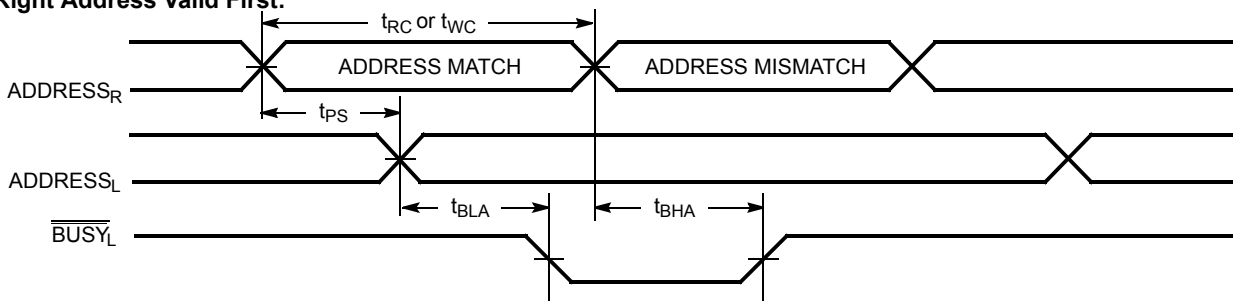 Right Address Valid First:
tRC or tWC
ADDRESSR
ADDRESS MATCH
ADDRESS MISMATCH
tPS
ADDRESSL
tBLA
tBHA
BUSYL